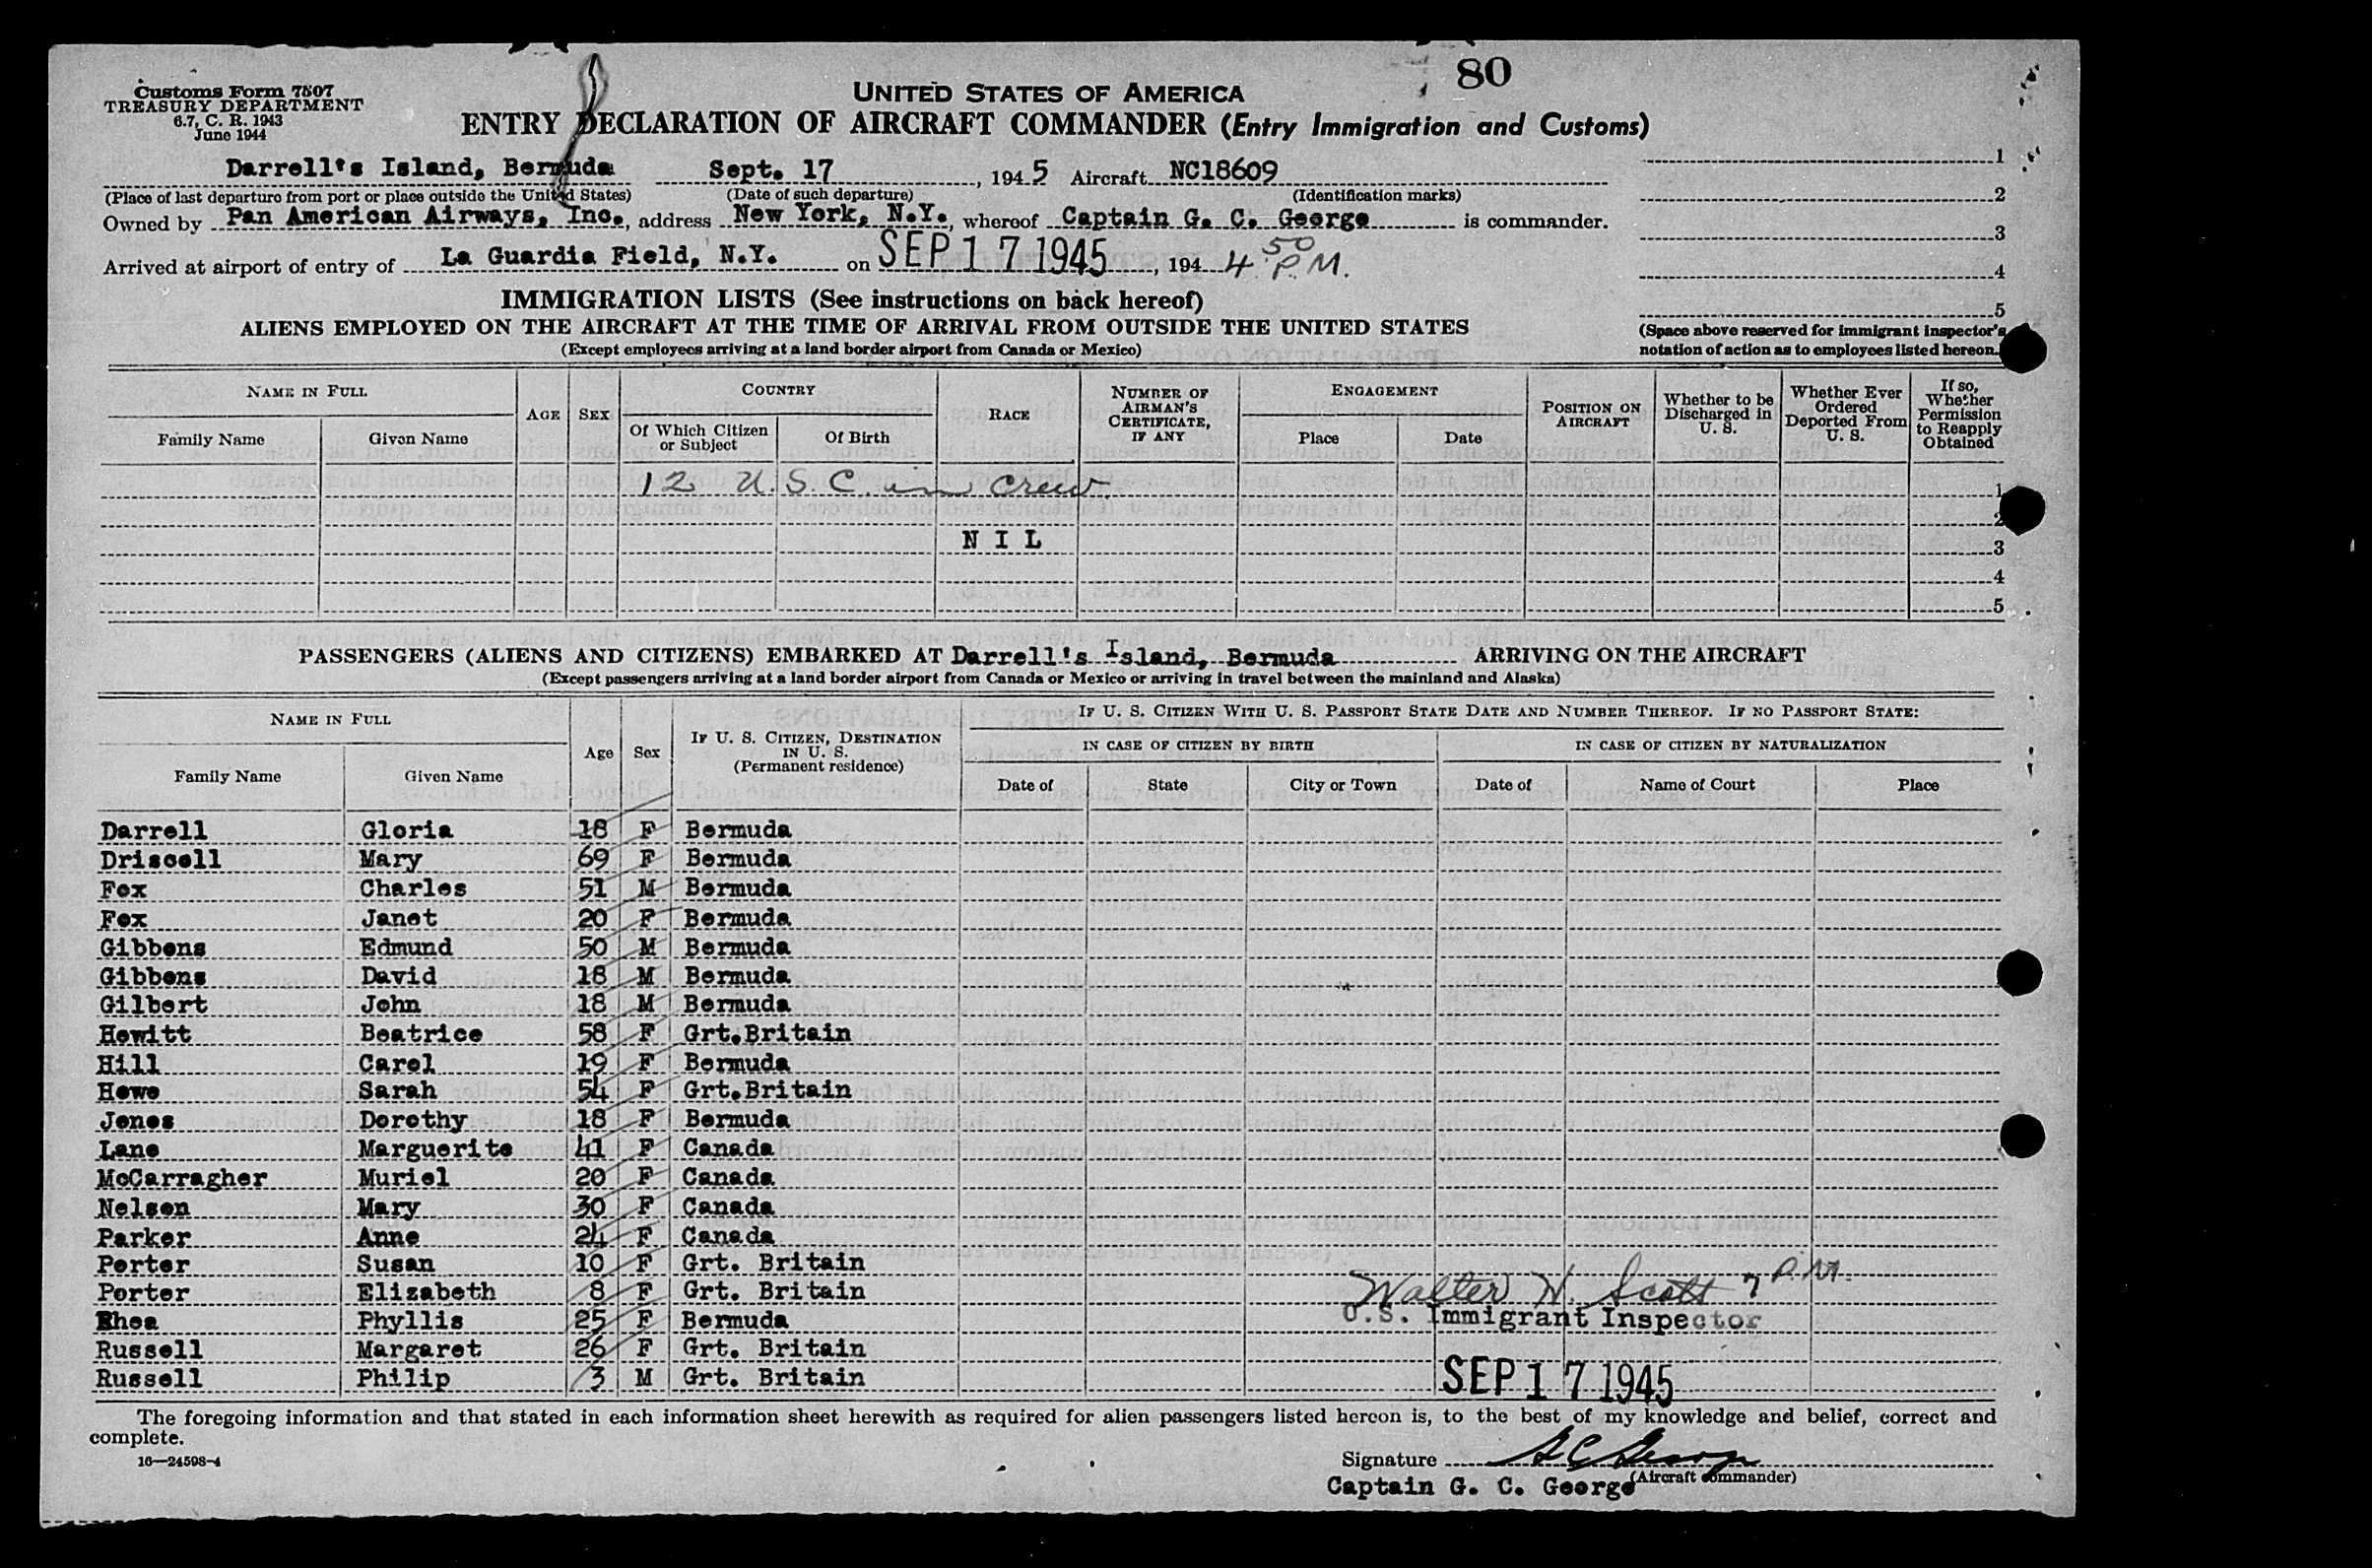 80
Customs Form 7507
TREASURY DEPARTMENT
6.7, C. R. 1943
June 1944
UNITED STATES OF AMERICA
ENTRY DECLARATION OF AIRCRAFT COMMANDER (Entry Immigration and Customs)
Darrell's Island, Bermuda Sept. 17, 1945 Aircraft NC18609
(Place of last departure from port or place outside the United States) (Date of such departure) (Identification marks)
Owned by Pan American Airways, Inc., address New York, N.Y., whereof Captain G. C. George is commander.
Arrived at airport of entry of La Guardia Field, N.Y. on SEP 17 1945, 194 4 50 P.M.
1
2
3
4
5
(Space above reserved for immigrant inspector's
notation of action as to employees listed hereon.)
IMMIGRATION LISTS (See instructions on back hereof)
ALIENS EMPLOYED ON THE AIRCRAFT AT THE TIME OF ARRIVAL FROM OUTSIDE THE UNITED STATES
(Except employees arriving at a land border airport from Canada or Mexico)
NAME IN FULL
Family Name Given Name
AGE SEX
COUNTRY
Of Which Citizen or Subject Of Birth
RACE
NUMBER OF AIRMAN'S CERTIFICATE, IF ANY
ENGAGEMENT
Place Date
POSITION ON AIRCRAFT
Whether to be Discharged in U. S.
Whether Ever Ordered Deported From U. S.
If so, Whether Permission to Reapply Obtained
12 U.S.C. in crew. 1
2
N I L 3
4
5
PASSENGERS (ALIENS AND CITIZENS) EMBARKED AT Darrell's Island, Bermuda ARRIVING ON THE AIRCRAFT
(Except passengers arriving at a land border airport from Canada or Mexico or arriving in travel between the mainland and Alaska)
NAME IN FULL
Family Name Given Name
Age Sex
IF U. S. CITIZEN, DESTINATION IN U. S. (Permanent residence)
IF U. S. CITIZEN WITH U. S. PASSPORT STATE DATE AND NUMBER THEREOF. IF NO PASSPORT STATE:
IN CASE OF CITIZEN BY BIRTH IN CASE OF CITIZEN BY NATURALIZATION
Date of State City or Town Date of Name of Court Place
Darrell Gloria 18 F Bermuda
Driscoll Mary 69 F Bermuda
Fox Charles 51 M Bermuda
Fox Janet 20 F Bermuda
Gibbons Edmund 50 M Bermuda
Gibbons David 18 M Bermuda
Gilbert John 18 M Bermuda
Hewitt Beatrice 58 F Grt.Britain
Hill Carol 19 F Bermuda
Howe Sarah 54 F Grt.Britain
Jones Dorothy 18 F Bermuda
Lane Marguerite 41 F Canada
McCarragher Muriel 20 F Canada
Nelson Mary 30 F Canada
Parker Anne 24 F Canada
Porter Susan 10 F Grt. Britain
Porter Elizabeth 8 F Grt. Britain
Rhea Phyllis 25 F Bermuda
Russell Margaret 26 F Grt. Britain
Russell Philip 3 M Grt. Britain
Walter H. Scott 7 P.M.
U.S. Immigrant Inspector
SEP 17 1945
The foregoing information and that stated in each information sheet herewith as required for alien passengers listed hereon is, to the best of my knowledge and belief, correct and
complete.
16—24598-4
Signature G C George
(Aircraft commander)
Captain G. C. George